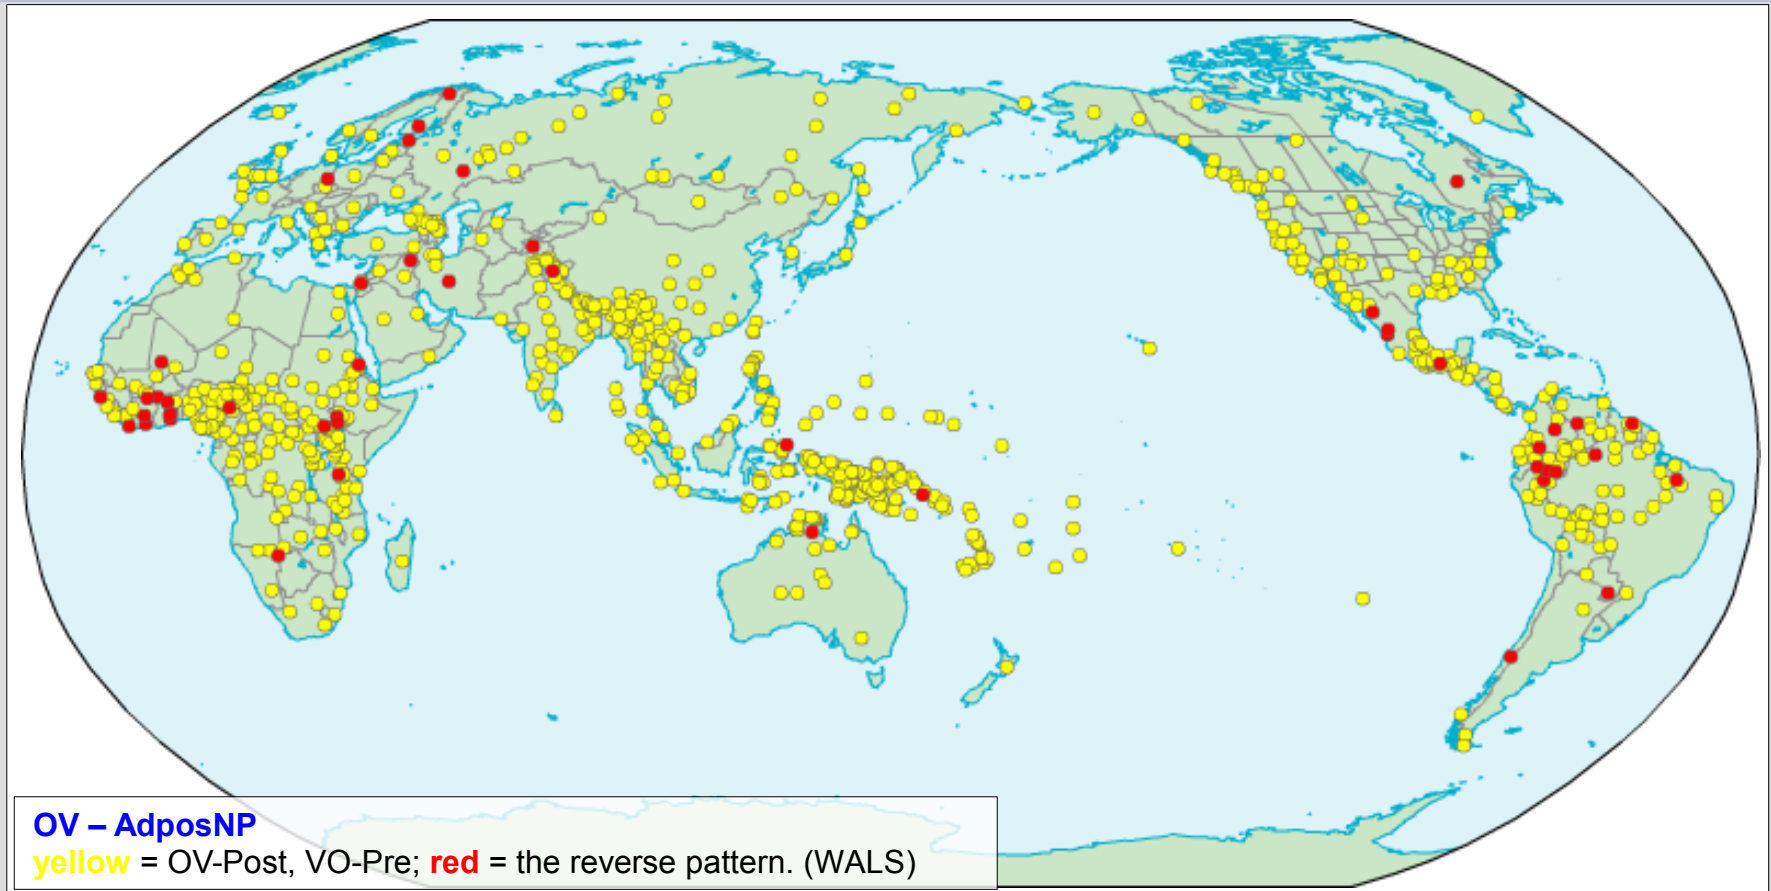 OV – AdposNP
yellow = OV-Post, VO-Pre; red = the reverse pattern. (WALS)